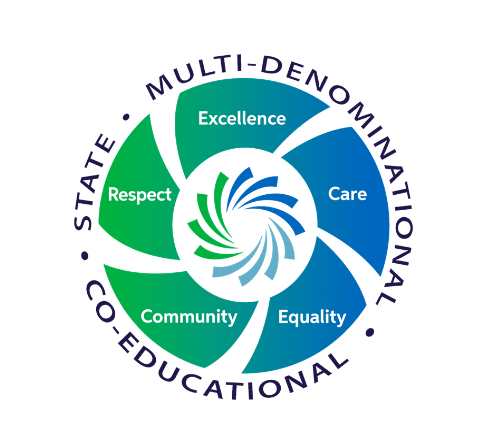 STATE • MULTI-DENOMINATIONAL • CO-EDUCATIONAL •
Excellence
Respect
Care
Community
Equality